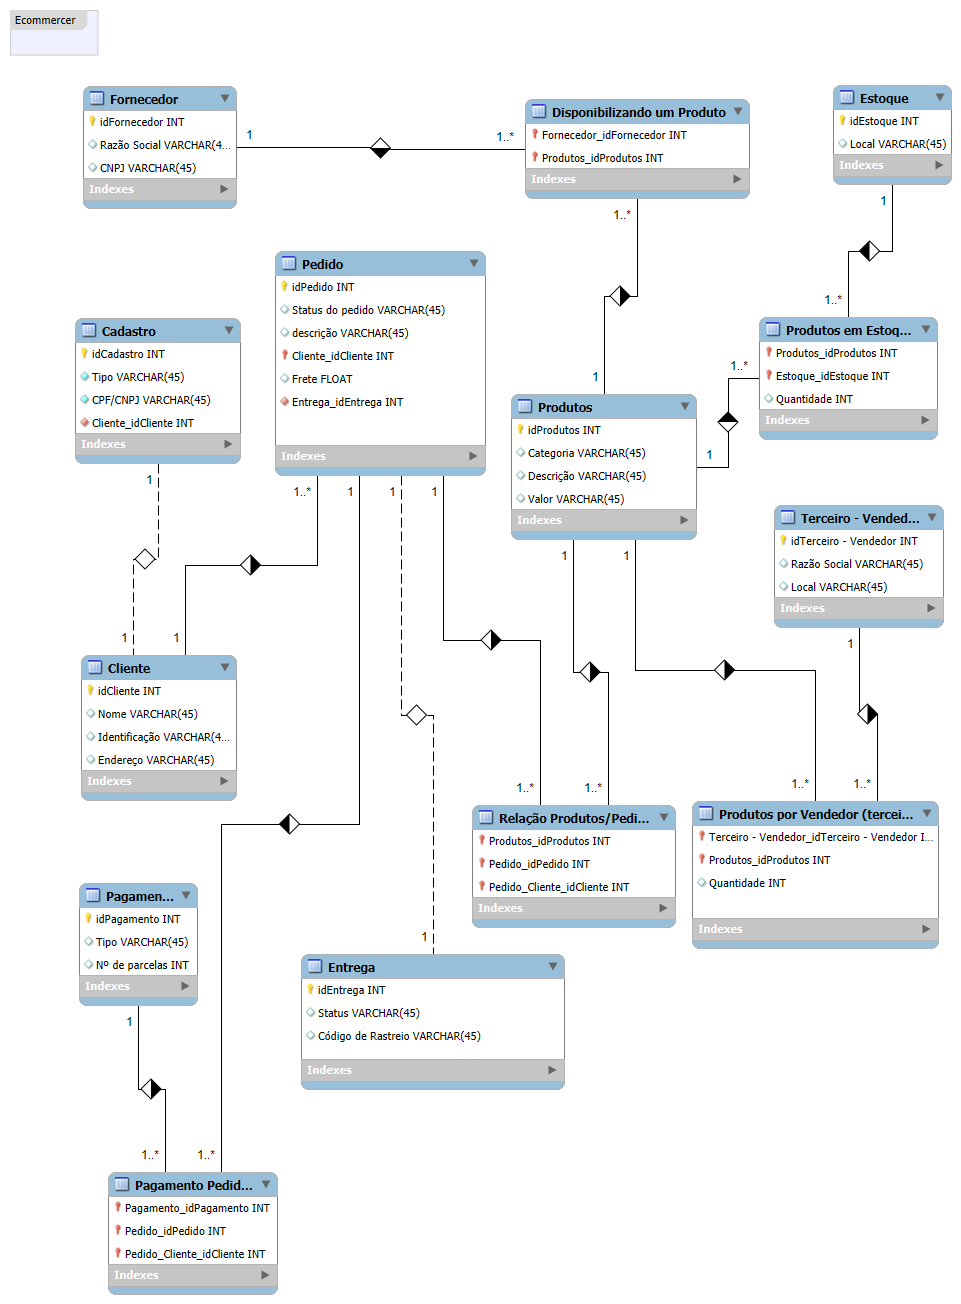 Ecommercer
Fornecedor
idFornecedor INT
Razão Social VARCHAR(4...
CNPJ VARCHAR(45)
Indexes
1
1..*
Disponibilizando um Produto
Fornecedor_idFornecedor INT
Produtos_idProdutos INT
Indexes
1..*
1
Estoque
idEstoque INT
Local VARCHAR(45)
Indexes
1
1..*
Pedido
idPedido INT
Status do pedido VARCHAR(45)
descrição VARCHAR(45)
Cliente_idCliente INT
Frete FLOAT
Entrega_idEntrega INT
Indexes
1..*
1
1
1
Cadastro
idCadastro INT
Tipo VARCHAR(45)
CPF/CNPJ VARCHAR(45)
Cliente_idCliente INT
Indexes
1
1
1
Produtos em Estoq...
Produtos_idProdutos INT
Estoque_idEstoque INT
Quantidade INT
Indexes
1..*
1
Produtos
idProdutos INT
Categoria VARCHAR(45)
Descrição VARCHAR(45)
Valor VARCHAR(45)
Indexes
1
1
Terceiro - Vended...
idTerceiro - Vendedor INT
Razão Social VARCHAR(45)
Local VARCHAR(45)
Indexes
1
Cliente
idCliente INT
Nome VARCHAR(45)
Identificação VARCHAR(4...
Endereço VARCHAR(45)
Indexes
1..*
1..*
1..*
1..*
Relação Produtos/Pedi...
Produtos_idProdutos INT
Pedido_idPedido INT
Pedido_Cliente_idCliente INT
Indexes
Produtos por Vendedor (tercei...
Terceiro - Vendedor_idTerceiro - Vendedor I...
Produtos_idProdutos INT
Quantidade INT
Indexes
Pagamen...
idPagamento INT
Tipo VARCHAR(45)
Nº de parcelas INT
Indexes
1
1
Entrega
idEntrega INT
Status VARCHAR(45)
Código de Rastreio VARCHAR(45)
Indexes
1..*
1..*
Pagamento Pedid...
Pagamento_idPagamento INT
Pedido_idPedido INT
Pedido_Cliente_idCliente INT
Indexes